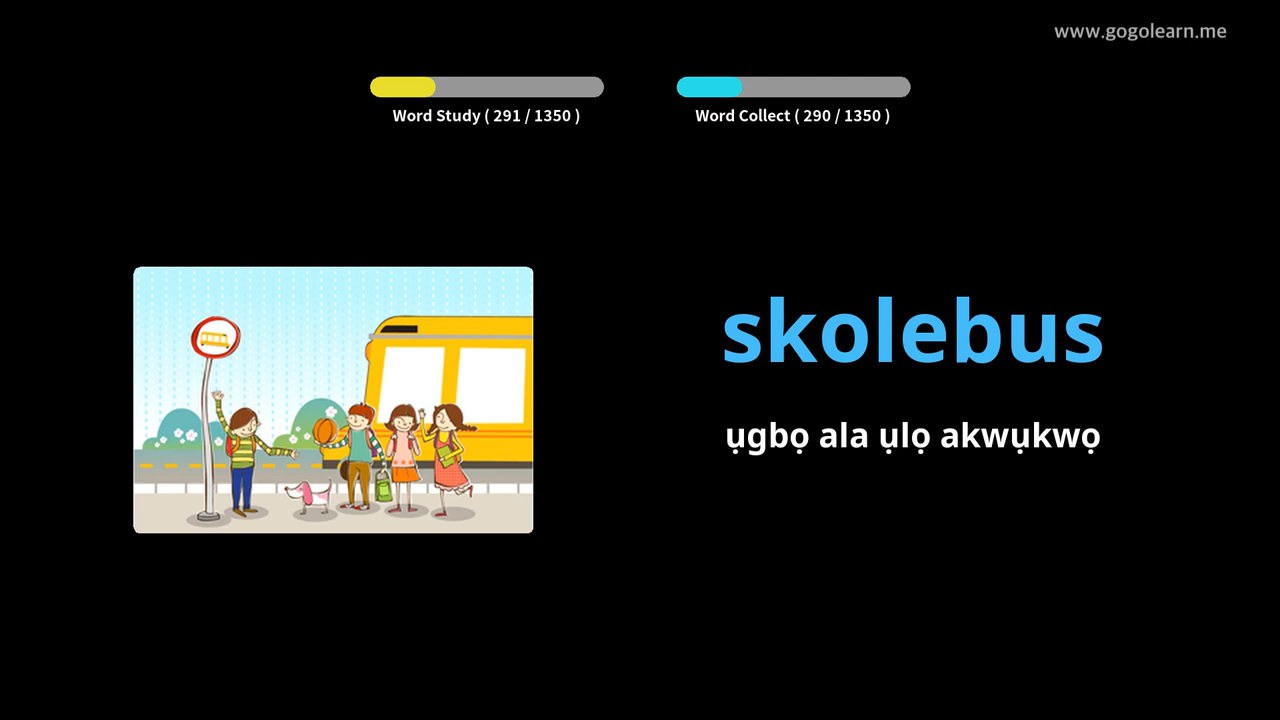 www.gogolearn.me
Word Study ( 291 / 1350 )
Word Collect ( 290 / 1350 )
skolebus
ụgbọ ala ụlọ akwụkwọ